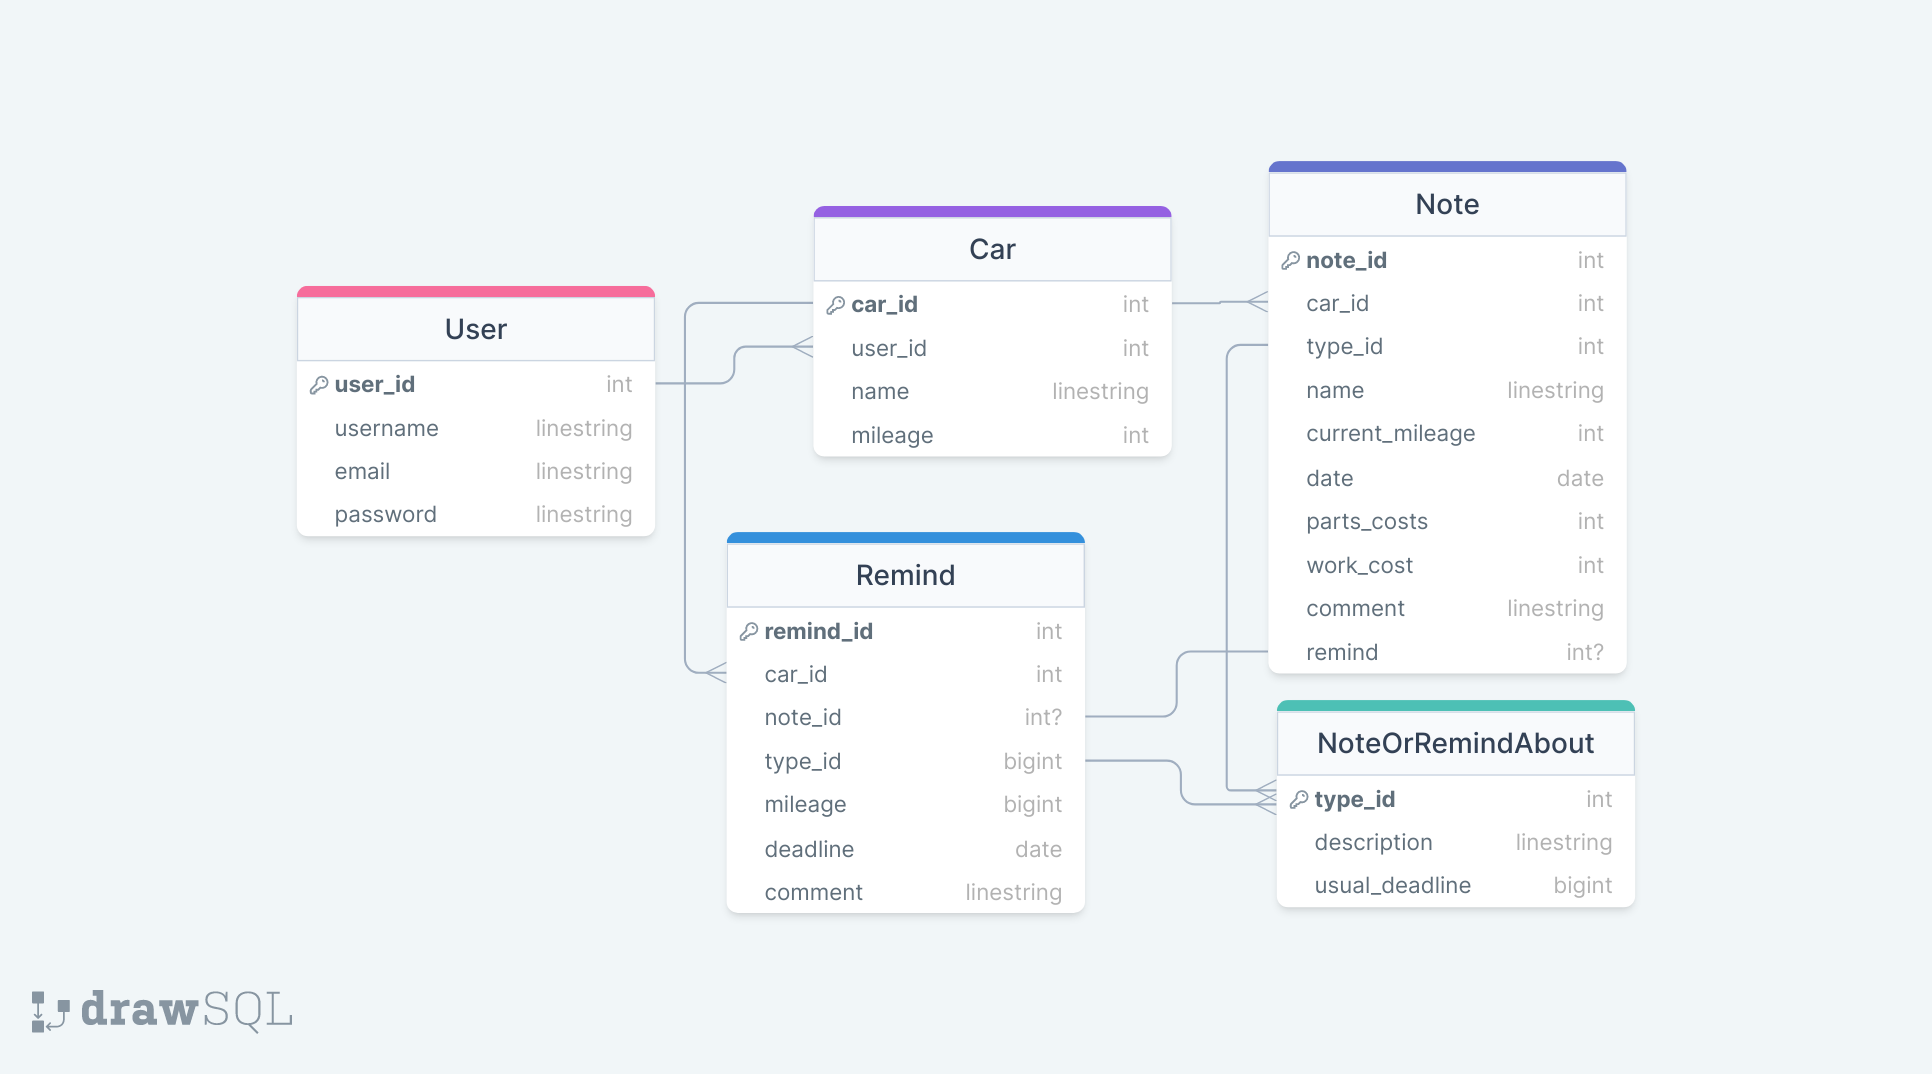 User
user_id int
username linestring
email linestring
password linestring
Car
car_id int
user_id int
name linestring
mileage int
Note
note_id int
car_id int
type_id int
name linestring
current_mileage int
date date
parts_costs int
work_cost int
comment linestring
remind int?
Remind
remind_id int
car_id int
note_id int?
type_id bigint
mileage bigint
deadline date
comment linestring
NoteOrRemindAbout
type_id int
description linestring
usual_deadline bigint
drawSQL